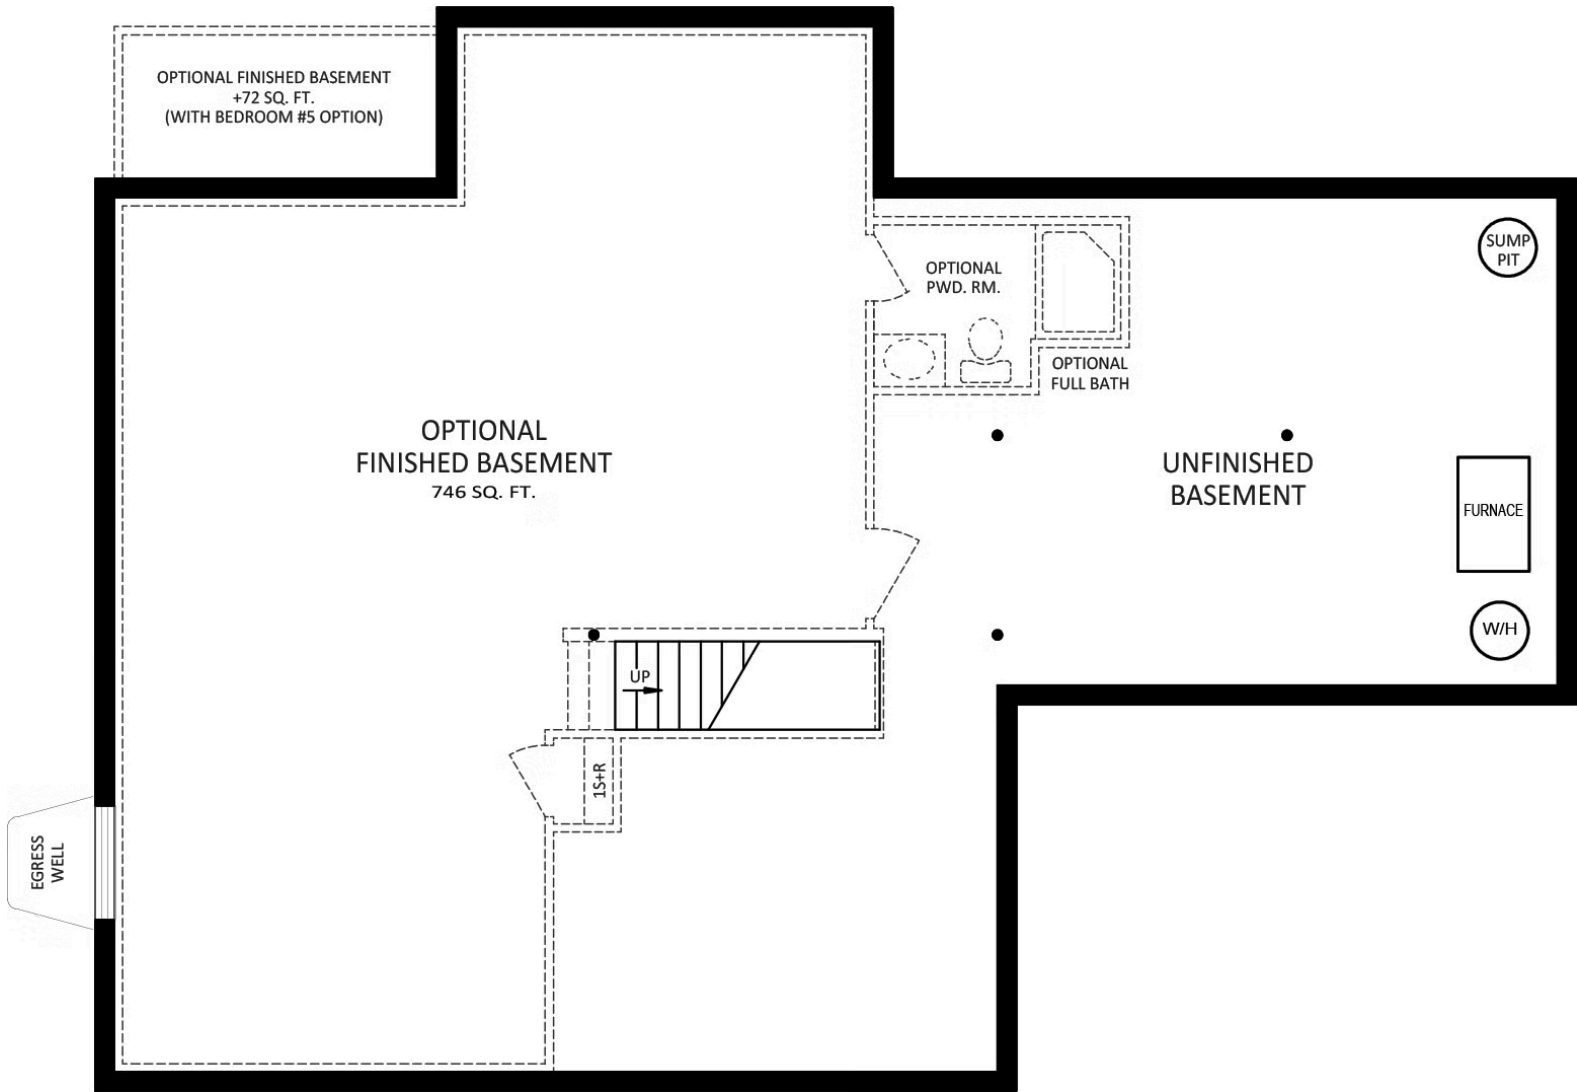 OPTIONAL FINISHED BASEMENT
+72 SQ. FT.
(WITH BEDROOM #5 OPTION)
SUMP
PIT
OPTIONAL
PWD. RM.
OPTIONAL
FULL BATH
OPTIONAL
FINISHED BASEMENT
746 SQ. FT.
UNFINISHED
BASEMENT
FURNACE
W/H
UP
1S+R
EGRESS
WELL